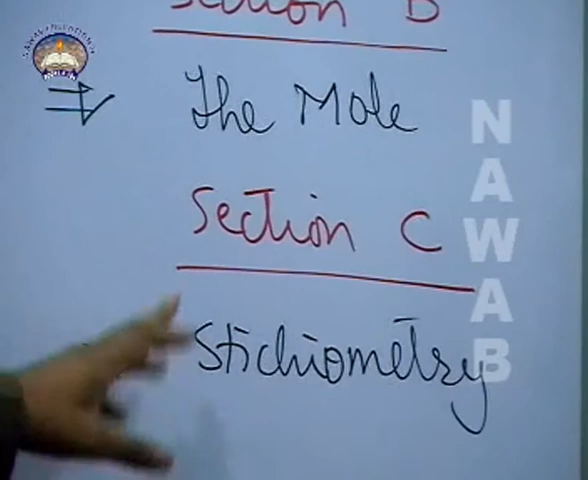 Section B
The Mole
Section C
Stichiometry
NAWAB